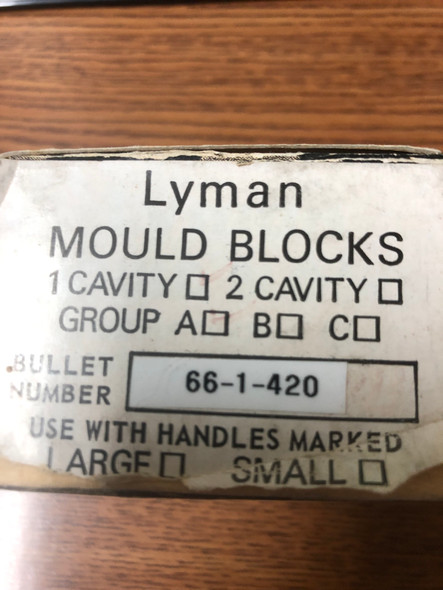 Lyman
MOULD BLOCKS
1 CAVITY □ 2 CAVITY □
GROUP A□ B□ C□
BULLET
NUMBER
66-1-420
USE WITH HANDLES MARKED
LARGE □ SMALL □